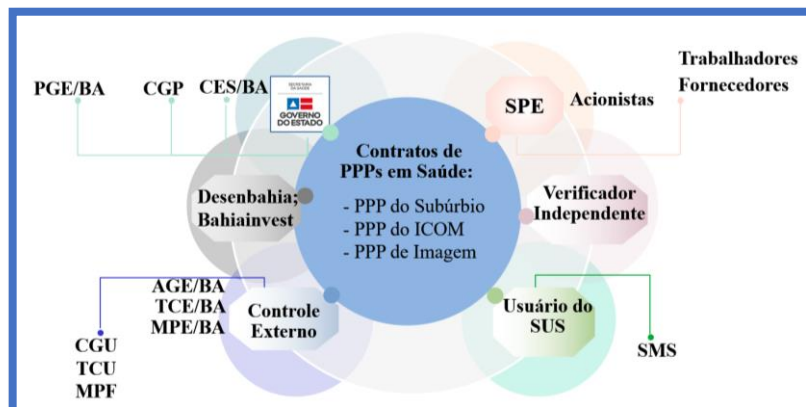 PGE/BA
CGP
CES/BA
SECRETARIA
DA SAÚDE
GOVERNO
DO ESTADO
SPE
Acionistas
Trabalhadores
Fornecedores
Contratos de
PPPs em Saúde:
- PPP do Subúrbio
- PPP do ICOM
- PPP de Imagem
Desenbahia;
Bahiainvest
Verificador
Independente
AGE/BA
TCE/BA
MPE/BA
Controle
Externo
Usuário do
SUS
CGU
TCU
MPF
SMS